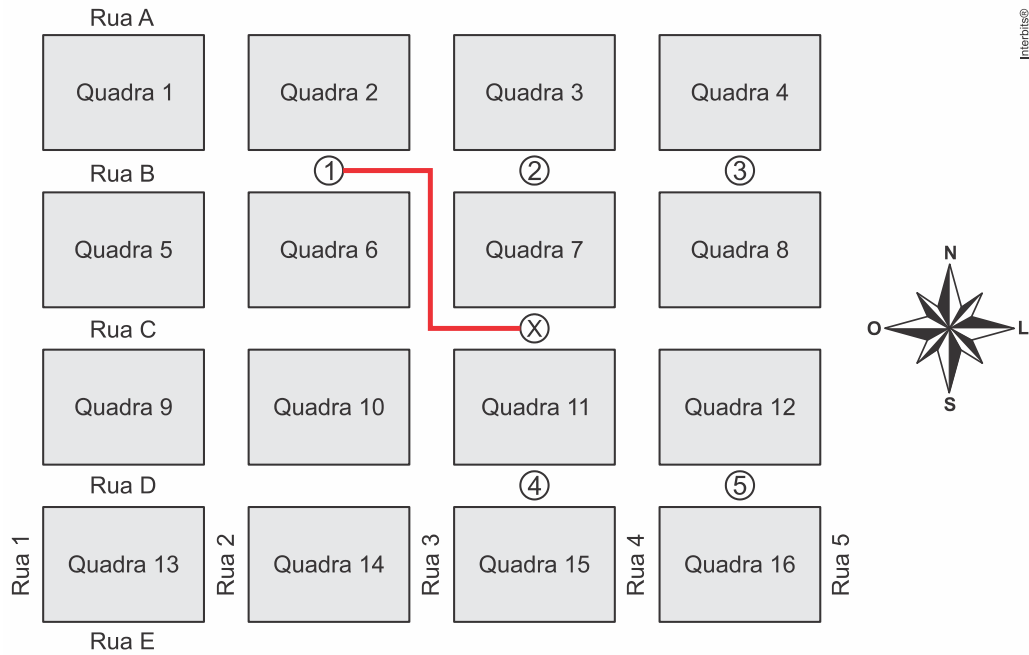 Rua A
Interbits®
Quadra 1 Quadra 2 Quadra 3 Quadra 4
Rua B 1 2 3
Quadra 5 Quadra 6 Quadra 7 Quadra 8
N
Rua C X O L
S
Quadra 9 Quadra 10 Quadra 11 Quadra 12
Rua D 4 5
Rua 1 Quadra 13 Rua 2 Quadra 14 Rua 3 Quadra 15 Rua 4 Quadra 16 Rua 5
Rua E